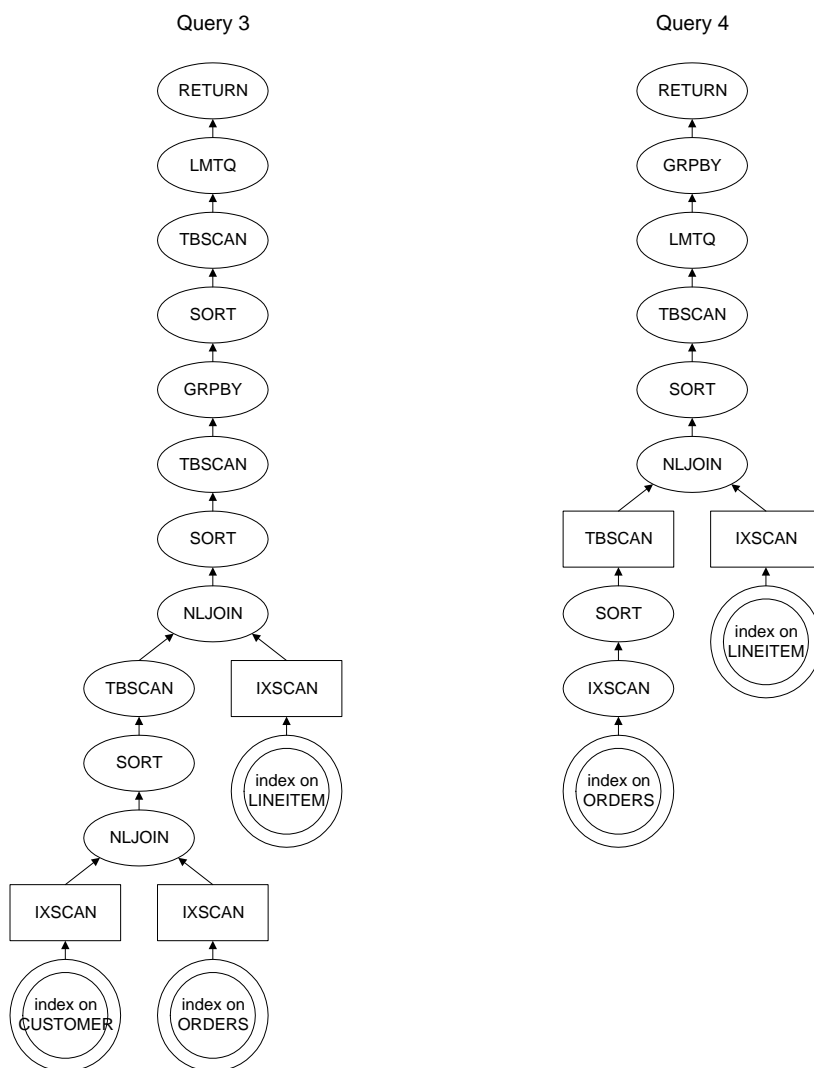 Query 3
RETURN
LMTQ
TBSCAN
SORT
GRPBY
TBSCAN
SORT
NLJOIN
TBSCAN
IXSCAN
SORT
index on
LINEITEM
NLJOIN
IXSCAN
IXSCAN
index on
CUSTOMER
index on
ORDERS
Query 4
RETURN
GRPBY
LMTQ
TBSCAN
SORT
NLJOIN
TBSCAN
IXSCAN
SORT
index on
LINEITEM
IXSCAN
index on
ORDERS